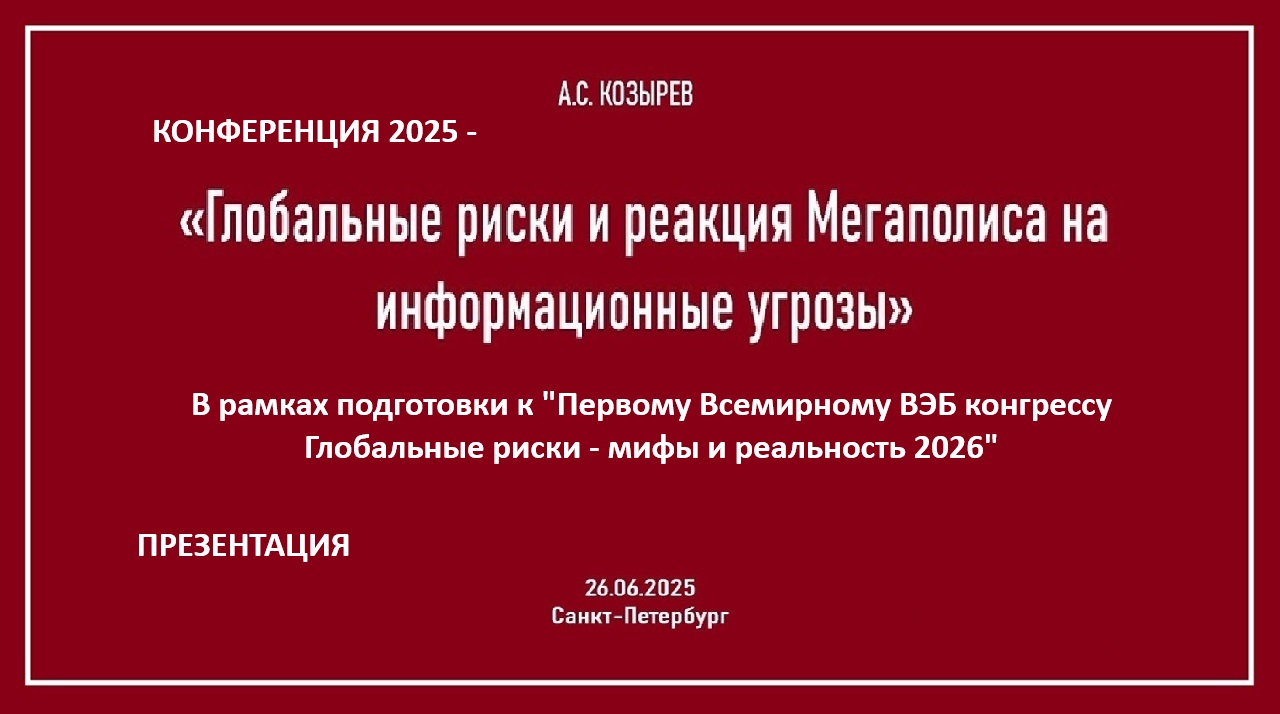 А.С. КОЗЫРЕВ
КОНФЕРЕНЦИЯ 2025 -
«Глобальные риски и реакция Мегаполиса на
информационные угрозы»
В рамках подготовки к "Первому Всемирному ВЭБ конгрессу
Глобальные риски - мифы и реальность 2026"
ПРЕЗЕНТАЦИЯ
26.06.2025
Санкт-Петербург